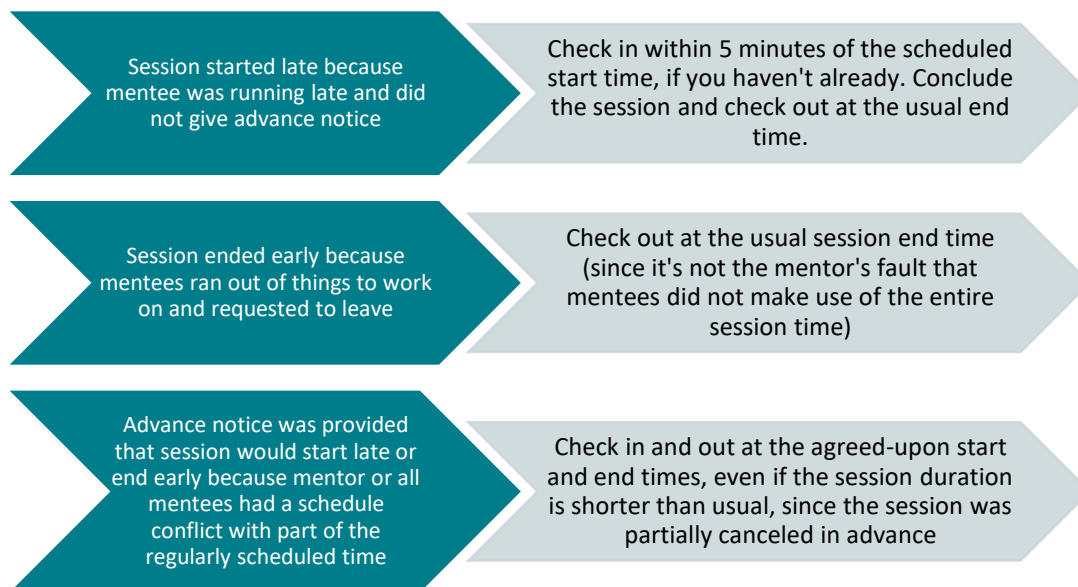 Session started late because
mentee was running late and did
not give advance notice
Check in within 5 minutes of the scheduled
start time, if you haven't already. Conclude
the session and check out at the usual end
time.
Session ended early because
mentees ran out of things to work
on and requested to leave
Check out at the usual session end time
(since it's not the mentor's fault that
mentees did not make use of the entire
session time)
Advance notice was provided
that session would start late or
end early because mentor or all
mentees had a schedule
conflict with part of the
regularly scheduled time
Check in and out at the agreed-upon start
and end times, even if the session duration
is shorter than usual, since the session was
partially canceled in advance